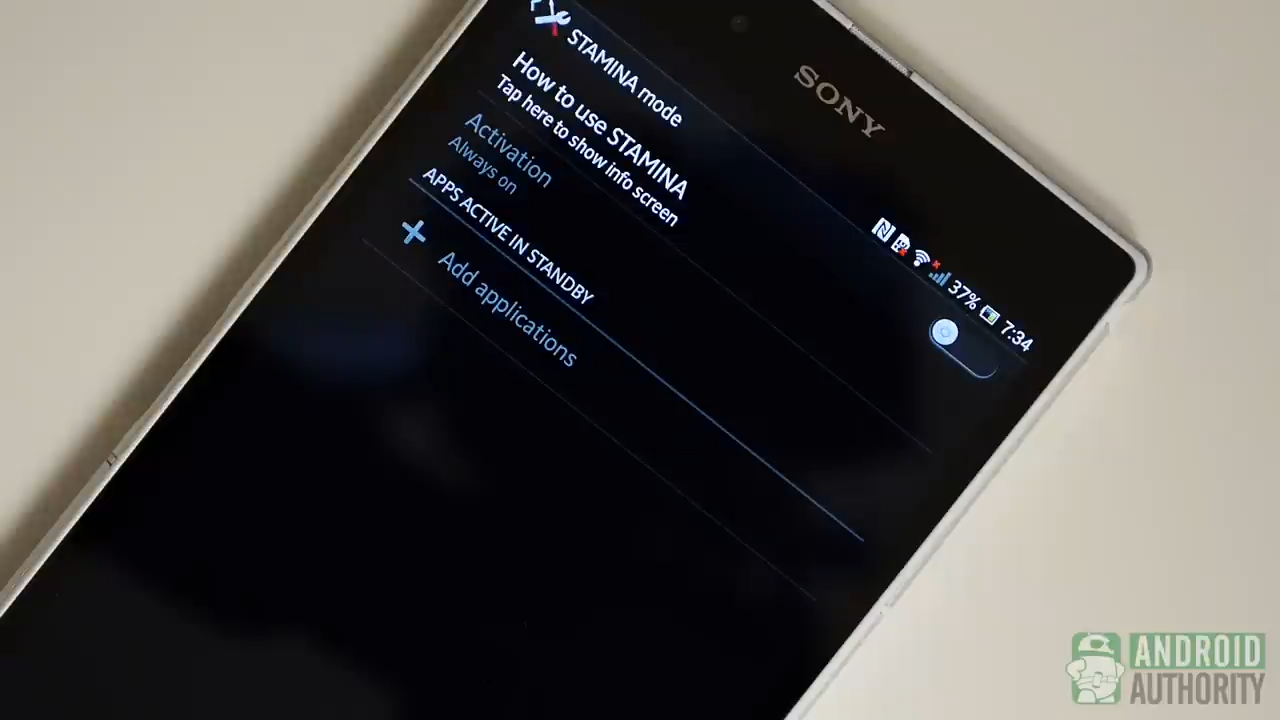 SONY
37% 7:34
STAMINA mode
How to use STAMINA
Tap here to show info screen
Activation
Always on
APPS ACTIVE IN STANDBY
Add applications
ANDROID
AUTHORITY